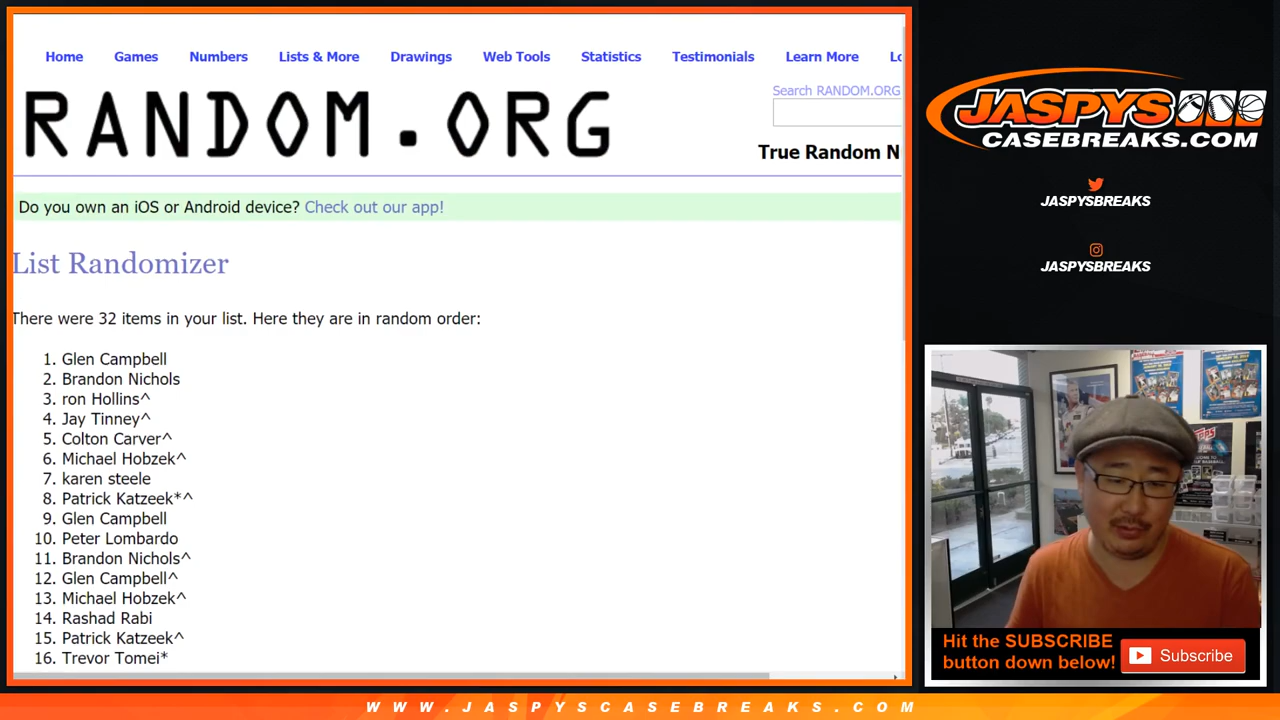 Home Games Numbers Lists & More Drawings Web Tools Statistics Testimonials Learn More Lo
Search RANDOM.ORG
RANDOM.ORG
True Random N
Do you own an iOS or Android device? Check out our app!
List Randomizer
There were 32 items in your list. Here they are in random order:
1. Glen Campbell
2. Brandon Nichols
3. ron Hollins^
4. Jay Tinney^
5. Colton Carver^
6. Michael Hobzek^
7. karen steele
8. Patrick Katzeek*^
9. Glen Campbell
10. Peter Lombardo
11. Brandon Nichols^
12. Glen Campbell^
13. Michael Hobzek^
14. Rashad Rabi
15. Patrick Katzeek^
16. Trevor Tomei*
JASPYS
CASEBREAKS.COM
JASPYSBREAKS
JASPYSBREAKS
topps
Hit the SUBSCRIBE
button down below!
Subscribe
WWW.JASPYSCASEBREAKS.COM